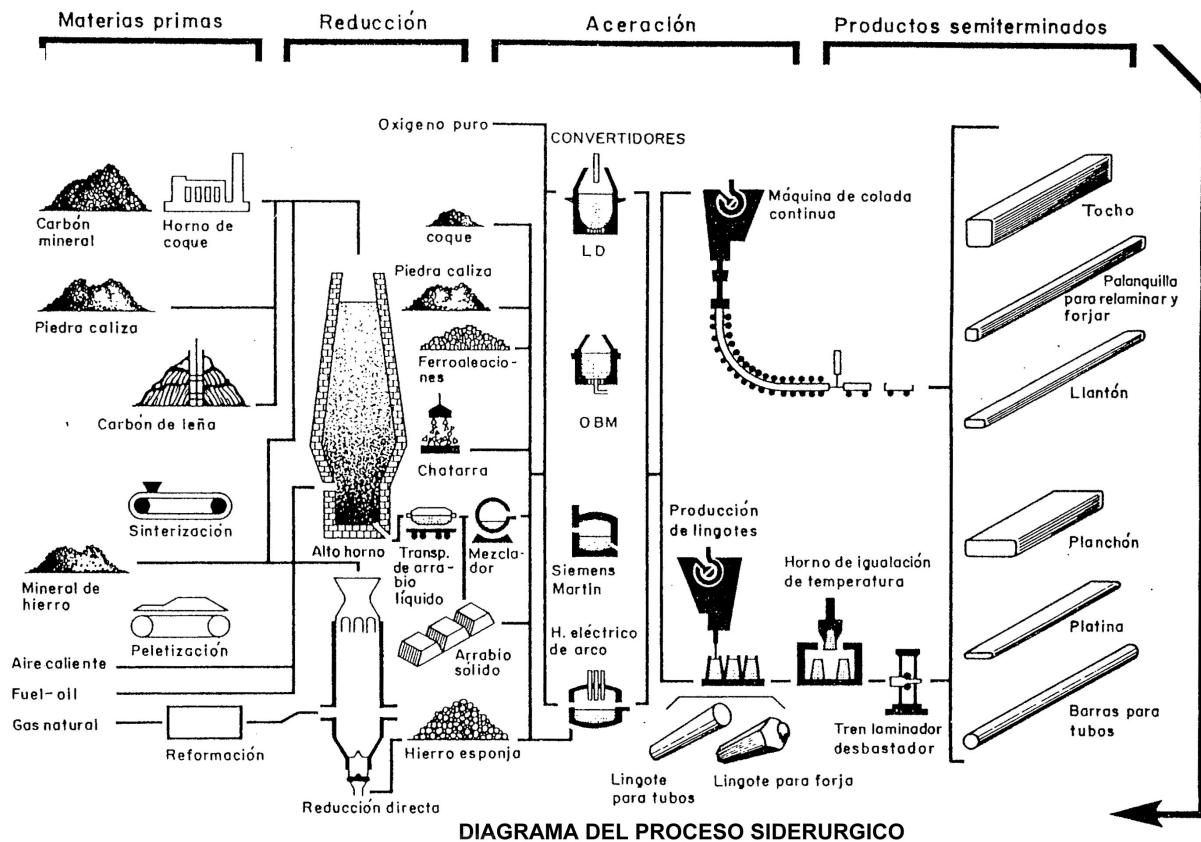 Materias primas
Reducción
Aceración
Productos semiterminados
Carbón
mineral
Horno de
coque
Piedra caliza
Carbón de leña
Sinterización
Mineral de
hierro
Peletización
Aire caliente
Fuel-oil
Gas natural
Reformación
Alto horno
Transp.
de arra-
bio
líquido
Mezcla-
dor
Arrabio
sólido
Hierro esponja
Reducción directa
Oxigeno puro
coque
Piedra caliza
Ferroaleacio-
nes
Chatarra
CONVERTIDORES
LD
OBM
Siemens
Martin
H. eléctrico
de arco
Máquina de colada
continua
Producción
de lingotes
Horno de igualación
de temperatura
Tren laminador
desbastador
Lingote
para tubos
Lingote para forja
Tocho
Palanquilla
para relaminar y
forjar
Llantón
Planchón
Platina
Barras para
tubos
DIAGRAMA DEL PROCESO SIDERURGICO